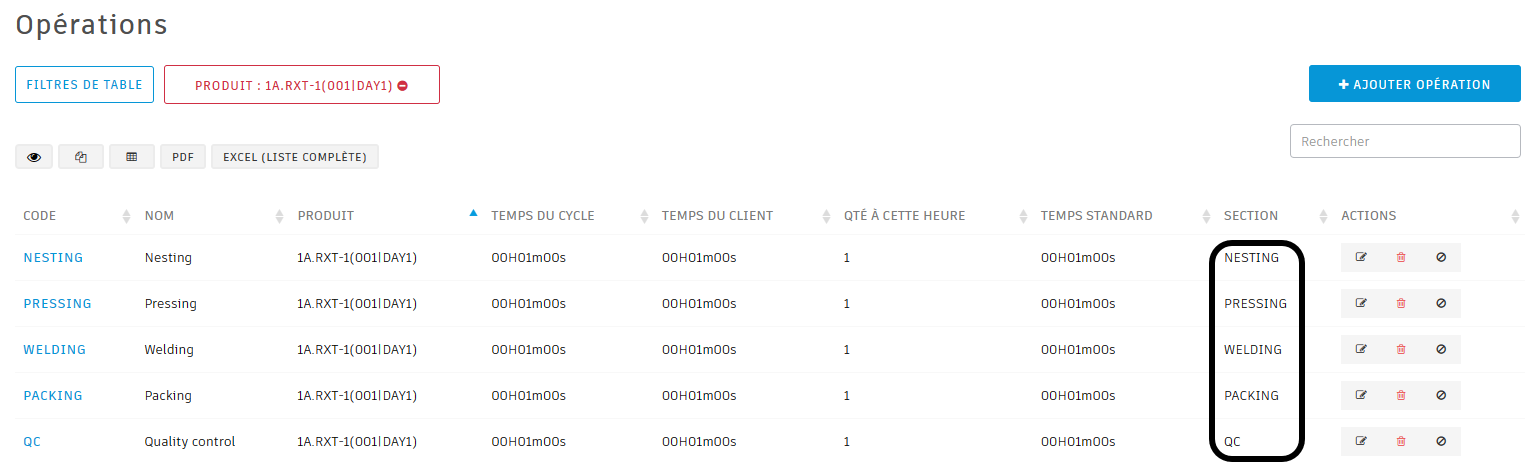 Opérations
FILTRES DE TABLE PRODUIT : 1A.RXT-1(001|DAY1) AJOUTER OPÉRATION
Rechercher
PDF EXCEL (LISTE COMPLÈTE)
CODE NOM PRODUIT TEMPS DU CYCLE TEMPS DU CLIENT QTÉ À CETTE HEURE TEMPS STANDARD SECTION ACTIONS
NESTING Nesting 1A.RXT-1(001|DAY1) 00H01m00s 00H01m00s 1 00H01m00s NESTING
PRESSING Pressing 1A.RXT-1(001|DAY1) 00H01m00s 00H01m00s 1 00H01m00s PRESSING
WELDING Welding 1A.RXT-1(001|DAY1) 00H01m00s 00H01m00s 1 00H01m00s WELDING
PACKING Packing 1A.RXT-1(001|DAY1) 00H01m00s 00H01m00s 1 00H01m00s PACKING
QC Quality control 1A.RXT-1(001|DAY1) 00H01m00s 00H01m00s 1 00H01m00s QC